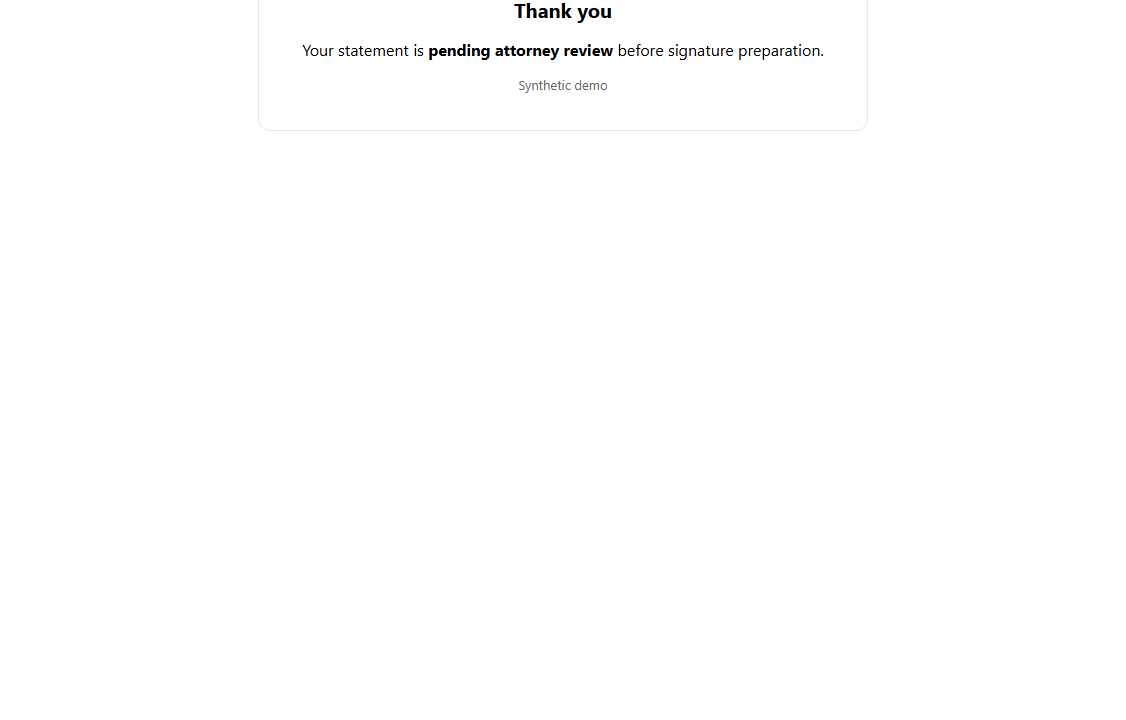 Thank you
Your statement is pending attorney review before signature preparation.
Synthetic demo